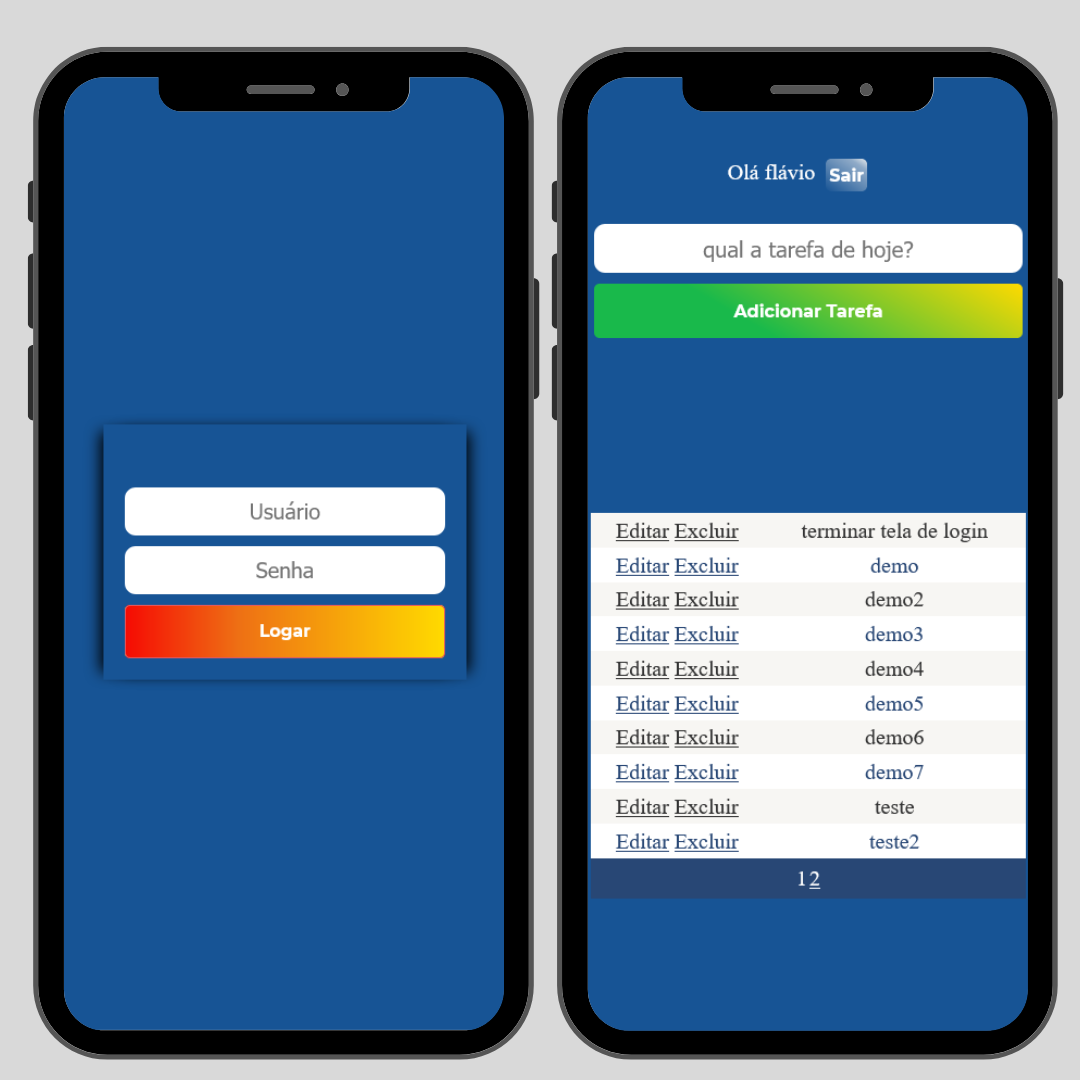 Usuário
Senha
Logar
Olá flávio Sair
qual a tarefa de hoje?
Adicionar Tarefa
Editar Excluir terminar tela de login
Editar Excluir demo
Editar Excluir demo2
Editar Excluir demo3
Editar Excluir demo4
Editar Excluir demo5
Editar Excluir demo6
Editar Excluir demo7
Editar Excluir teste
Editar Excluir teste2
1 2